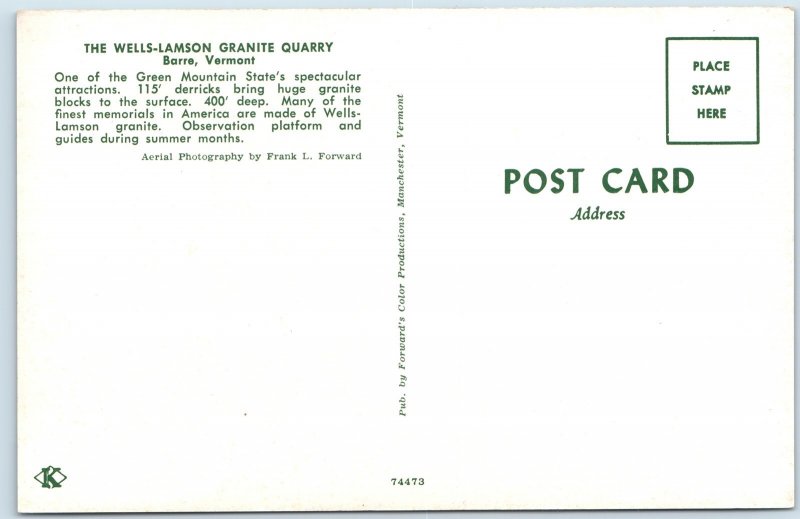 THE WELLS-LAMSON GRANITE QUARRY
Barre, Vermont
One of the Green Mountain State's spectacular
attractions. 115' derricks bring huge granite
blocks to the surface. 400' deep. Many of the
finest memorials in America are made of Wells-
Lamson granite. Observation platform and
guides during summer months.
Aerial Photography by Frank L. Forward
Pub. by Forward's Color Productions, Manchester, Vermont
PLACE
STAMP
HERE
POST CARD
Address
K
74473